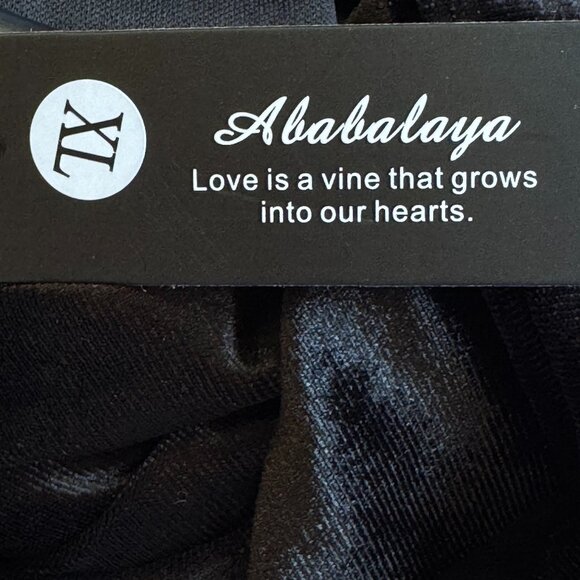 XL
Ababalaya
Love is a vine that grows
into our hearts.